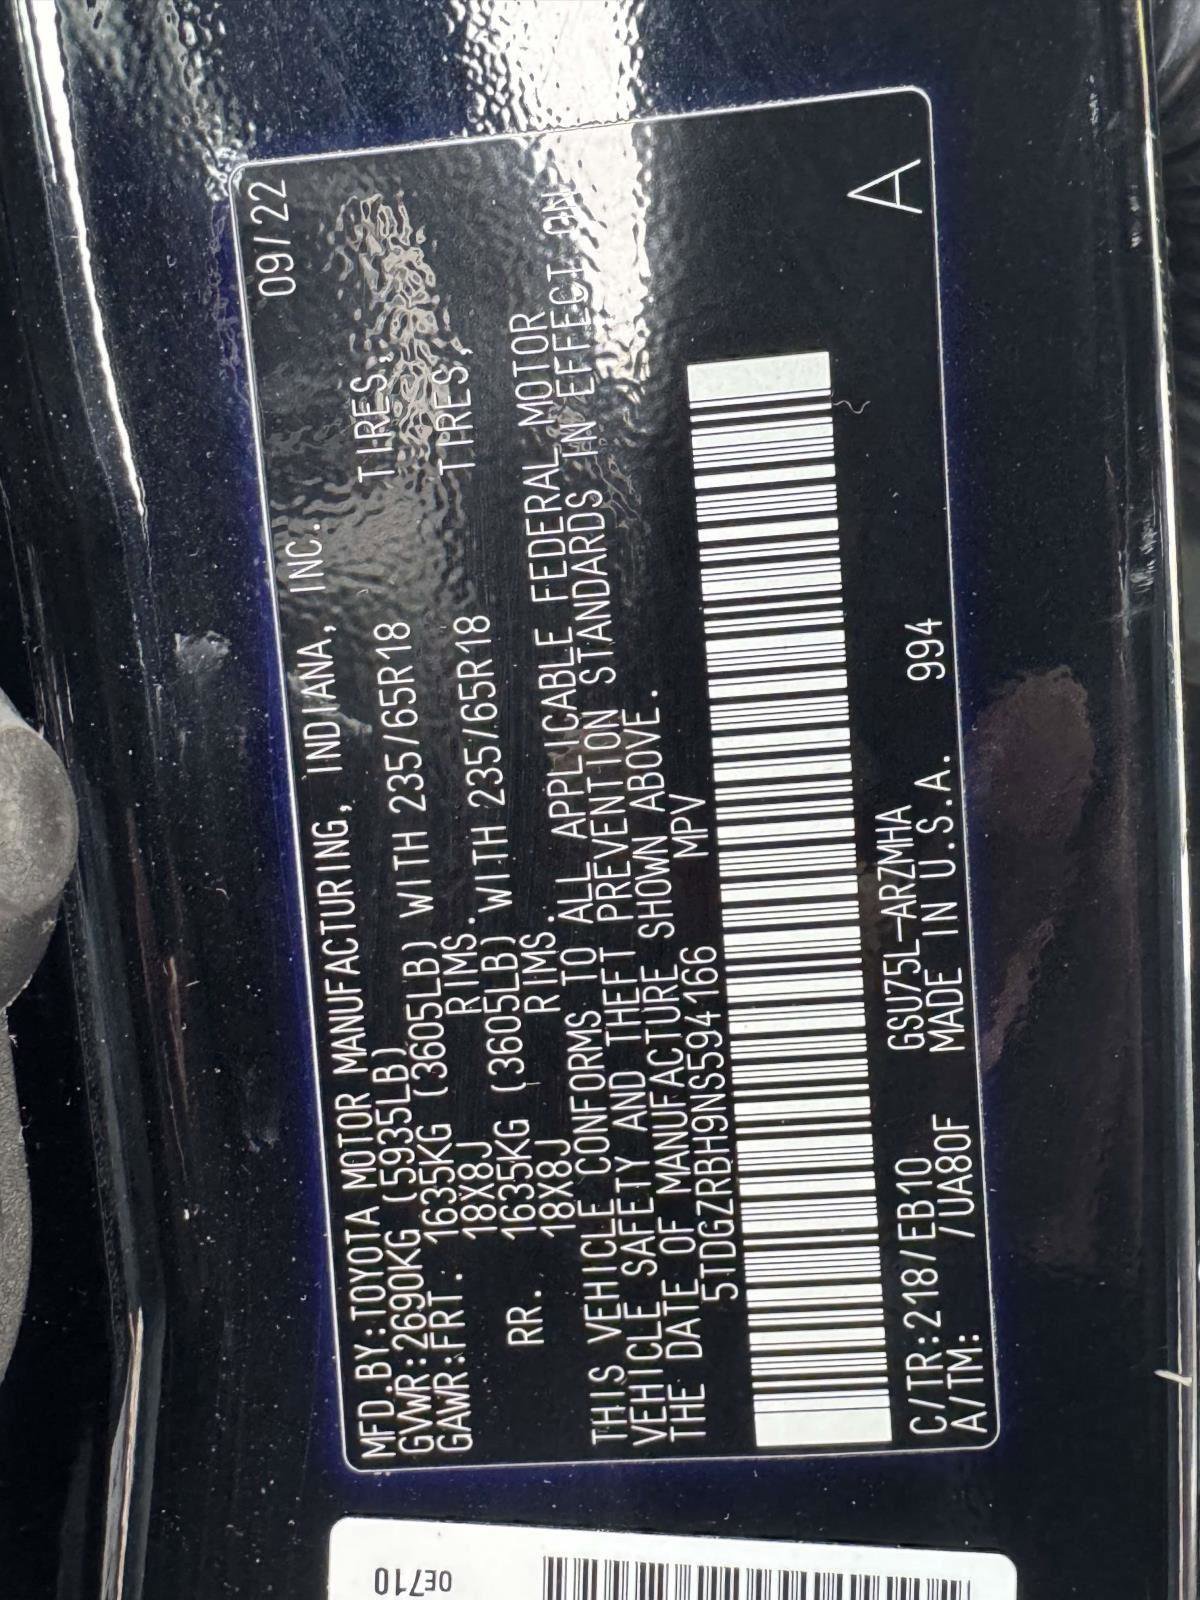 MFD.BY:TOYOTA MOTOR MANUFACTURING, INDIANA, INC. 09/22
GVWR:2690KG (5935LB)
GAWR:FRT. 1635KG (3605LB) WITH 235/65R18 TIRES,
18X8J RIMS.
RR. 1635KG (3605LB) WITH 235/65R18 TIRES,
18X8J RIMS.
THIS VEHICLE CONFORMS TO ALL APPLICABLE FEDERAL MOTOR
VEHICLE SAFETY AND THEFT PREVENTION STANDARDS IN EFFECT ON
THE DATE OF MANUFACTURE SHOWN ABOVE.
5TDGZRBH9NS594166 MPV
C/TR:218/EB10 GSU75L-ARZMHA A
A/TM: /UA80F MADE IN U.S.A. 994
0E710